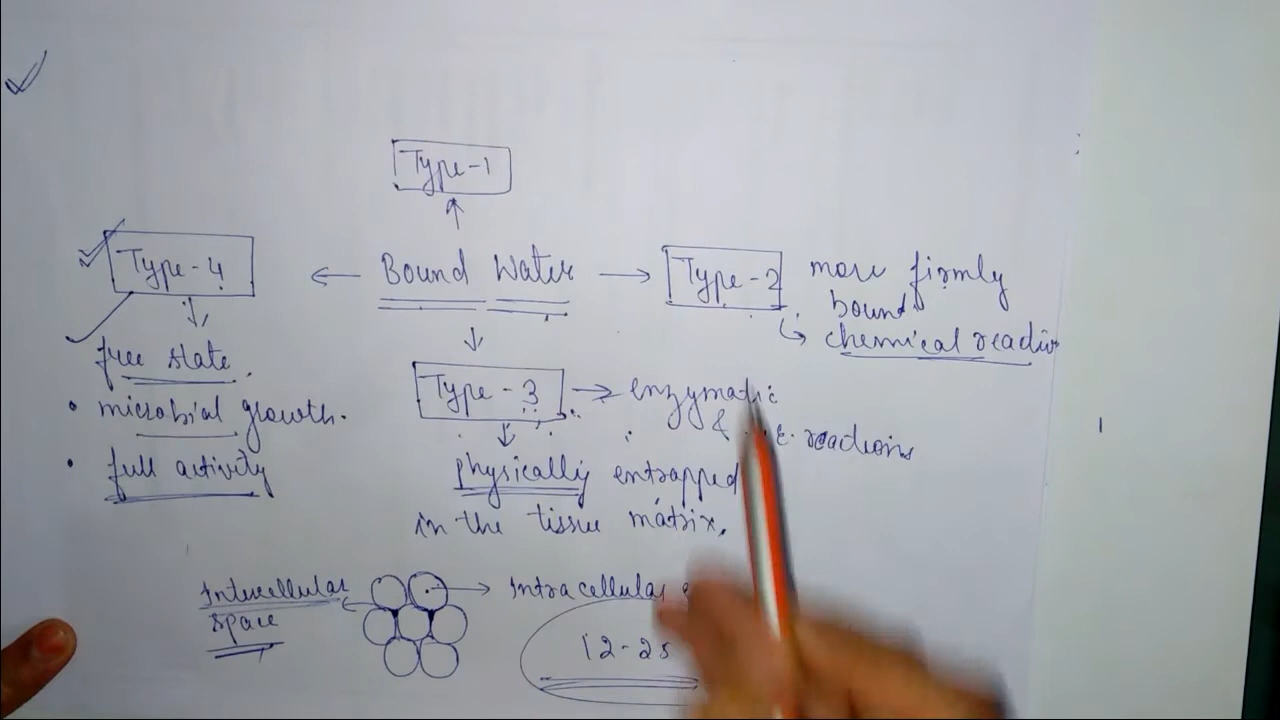 Type-1
Type-4
Bound Water
Type-2
more firmly
bound
chemical reactio
free state.
microbial growth.
full activity
Type-3
enzymatic
& reactions
physically entrapped
in the tissue matrix.
Intercellular
space
Intracellular
12-25